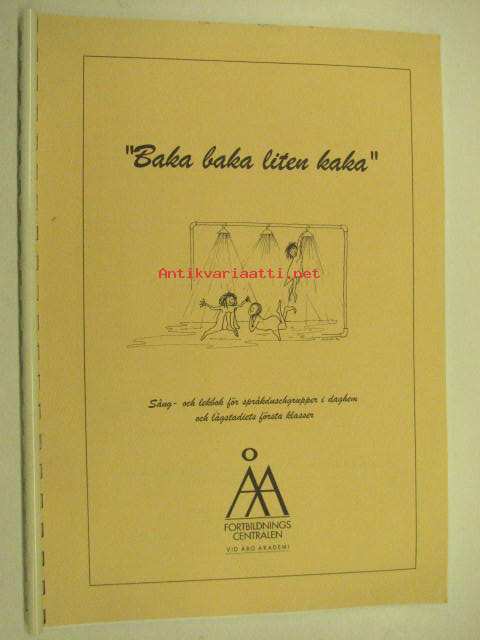 "Baka baka liten kaka"
Antikvariaatti.net
Sång- och lekbok för språkduschgrupper i daghem
och lågstadiets första klasser
ÅA
FORTBILDNINGS
CENTRALEN
VID ÅBO AKADEMI